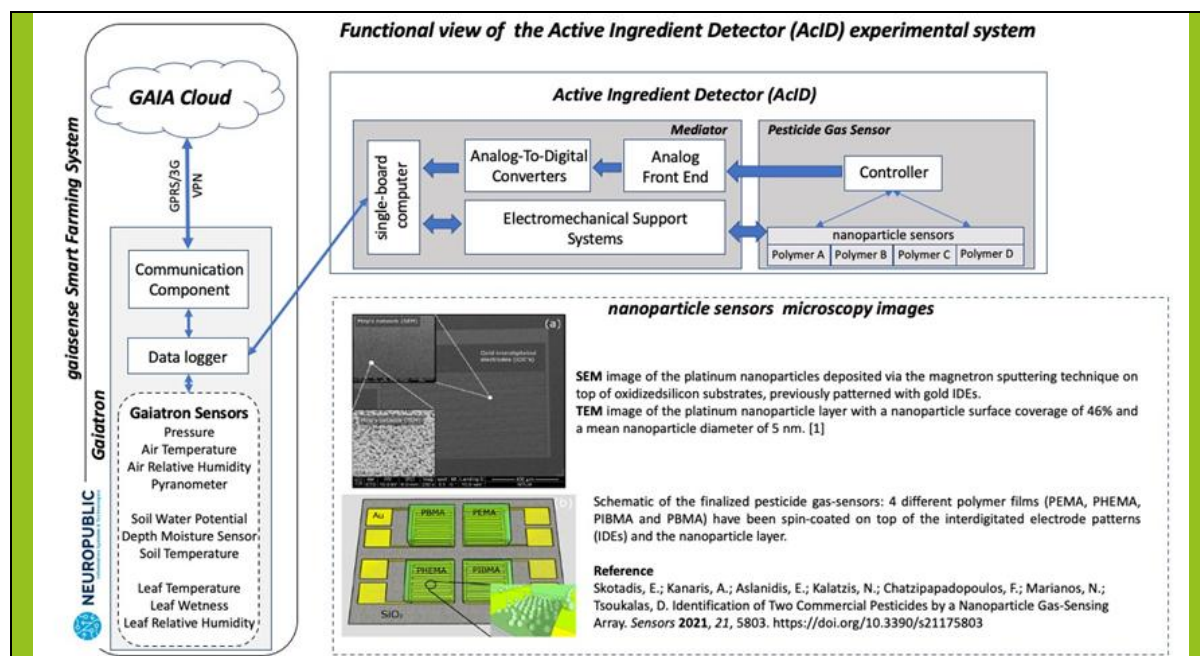 Functional view of the Active Ingredient Detector (AcID) experimental system
gaiasense Smart Farming System
GAIA Cloud
GPRS/3G
VPN
Gaiatron
Communication
Component
Data logger
Gaiatron Sensors
Pressure
Air Temperature
Air Relative Humidity
Pyranometer
Soil Water Potential
Depth Moisture Sensor
Soil Temperature
Leaf Temperature
Leaf Wetness
Leaf Relative Humidity
NEUROPUBLIC
Active Ingredient Detector (AcID)
Mediator
single-board
computer
Analog-To-Digital
Converters
Analog
Front End
Electromechanical Support
Systems
Pesticide Gas Sensor
Controller
nanoparticle sensors
Polymer A
Polymer B
Polymer C
Polymer D
nanoparticle sensors microscopy images
(a)
Gold interdigitated
electrodes (IDE's)
SEM image of the platinum nanoparticles deposited via the magnetron sputtering technique on
top of oxidizedsilicon substrates, previously patterned with gold IDEs.
TEM image of the platinum nanoparticle layer with a nanoparticle surface coverage of 46% and
a mean nanoparticle diameter of 5 nm. [1]
(b)
Au
PBMA
PEMA
PHEMA
PIBMA
SiO₂
Schematic of the finalized pesticide gas-sensors: 4 different polymer films (PEMA, PHEMA,
PIBMA and PBMA) have been spin-coated on top of the interdigitated electrode patterns
(IDEs) and the nanoparticle layer.
Reference
Skotadis, E.; Kanaris, A.; Aslanidis, E.; Kalatzis, N.; Chatzipapadopoulos, F.; Marianos, N.;
Tsoukalas, D. Identification of Two Commercial Pesticides by a Nanoparticle Gas-Sensing
Array. Sensors 2021, 21, 5803. https://doi.org/10.3390/s21175803